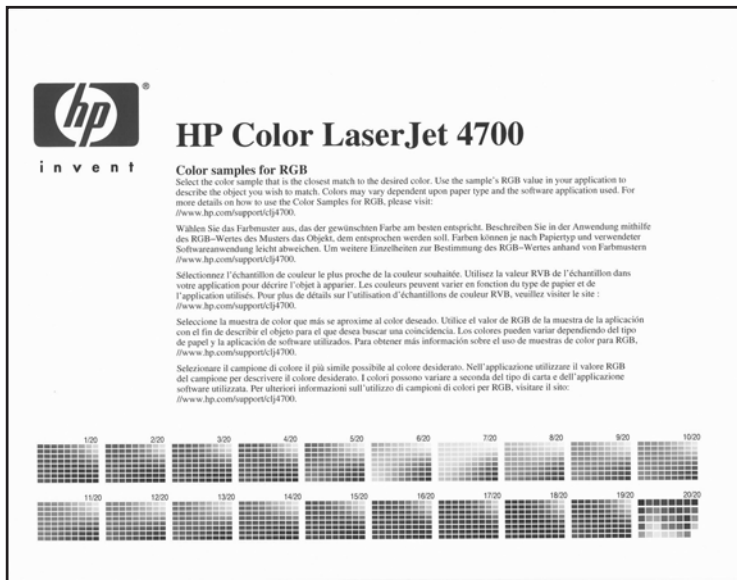 hp
®
invent
HP Color LaserJet 4700
Color samples for RGB
Select the color sample that is the closest match to the desired color. Use the sample's RGB value in your application to
describe the object you wish to match. Colors may vary dependent upon paper type and the software application used. For
more details on how to use the Color Samples for RGB, please visit:
//www.hp.com/support/clj4700.
Wählen Sie das Farbmuster aus, das der gewünschten Farbe am besten entspricht. Beschreiben Sie in der Anwendung mithilfe
des RGB–Wertes des Musters das Objekt, dem entsprochen werden soll. Farben können je nach Papiertyp und verwendeter
Softwareanwendung leicht abweichen. Um weitere Einzelheiten zur Bestimmung des RGB–Wertes anhand von Farbmustern
//www.hp.com/support/clj4700.
Sélectionnez l'échantillon de couleur le plus proche de la couleur souhaitée. Utilisez la valeur RVB de l'échantillon dans
votre application pour décrire l'objet à apparier. Les couleurs peuvent varier en fonction du type de papier et de
l'application utilisés. Pour plus de détails sur l'utilisation d'échantillons de couleur RVB, veuillez visiter le site :
//www.hp.com/support/clj4700.
Seleccione la muestra de color que más se aproxime al color deseado. Utilice el valor de RGB de la muestra de la aplicación
con el fin de describir el objeto para el que desea buscar una coincidencia. Los colores pueden variar dependiendo del tipo
de papel y la aplicación de software utilizados. Para obtener más información sobre el uso de muestras de color para RGB,
//www.hp.com/support/clj4700.
Selezionare il campione di colore il più simile possibile al colore desiderato. Nell'applicazione utilizzare il valore RGB
del campione per descrivere il colore desiderato. I colori possono variare a seconda del tipo di carta e dell'applicazione
software utilizzata. Per ulteriori informazioni sull'utilizzo di campioni di colori per RGB, visitare il sito:
//www.hp.com/support/clj4700.
1/20 2/20 3/20 4/20 5/20 6/20 7/20 8/20 9/20 10/20
11/20 12/20 13/20 14/20 15/20 16/20 17/20 18/20 19/20 20/20